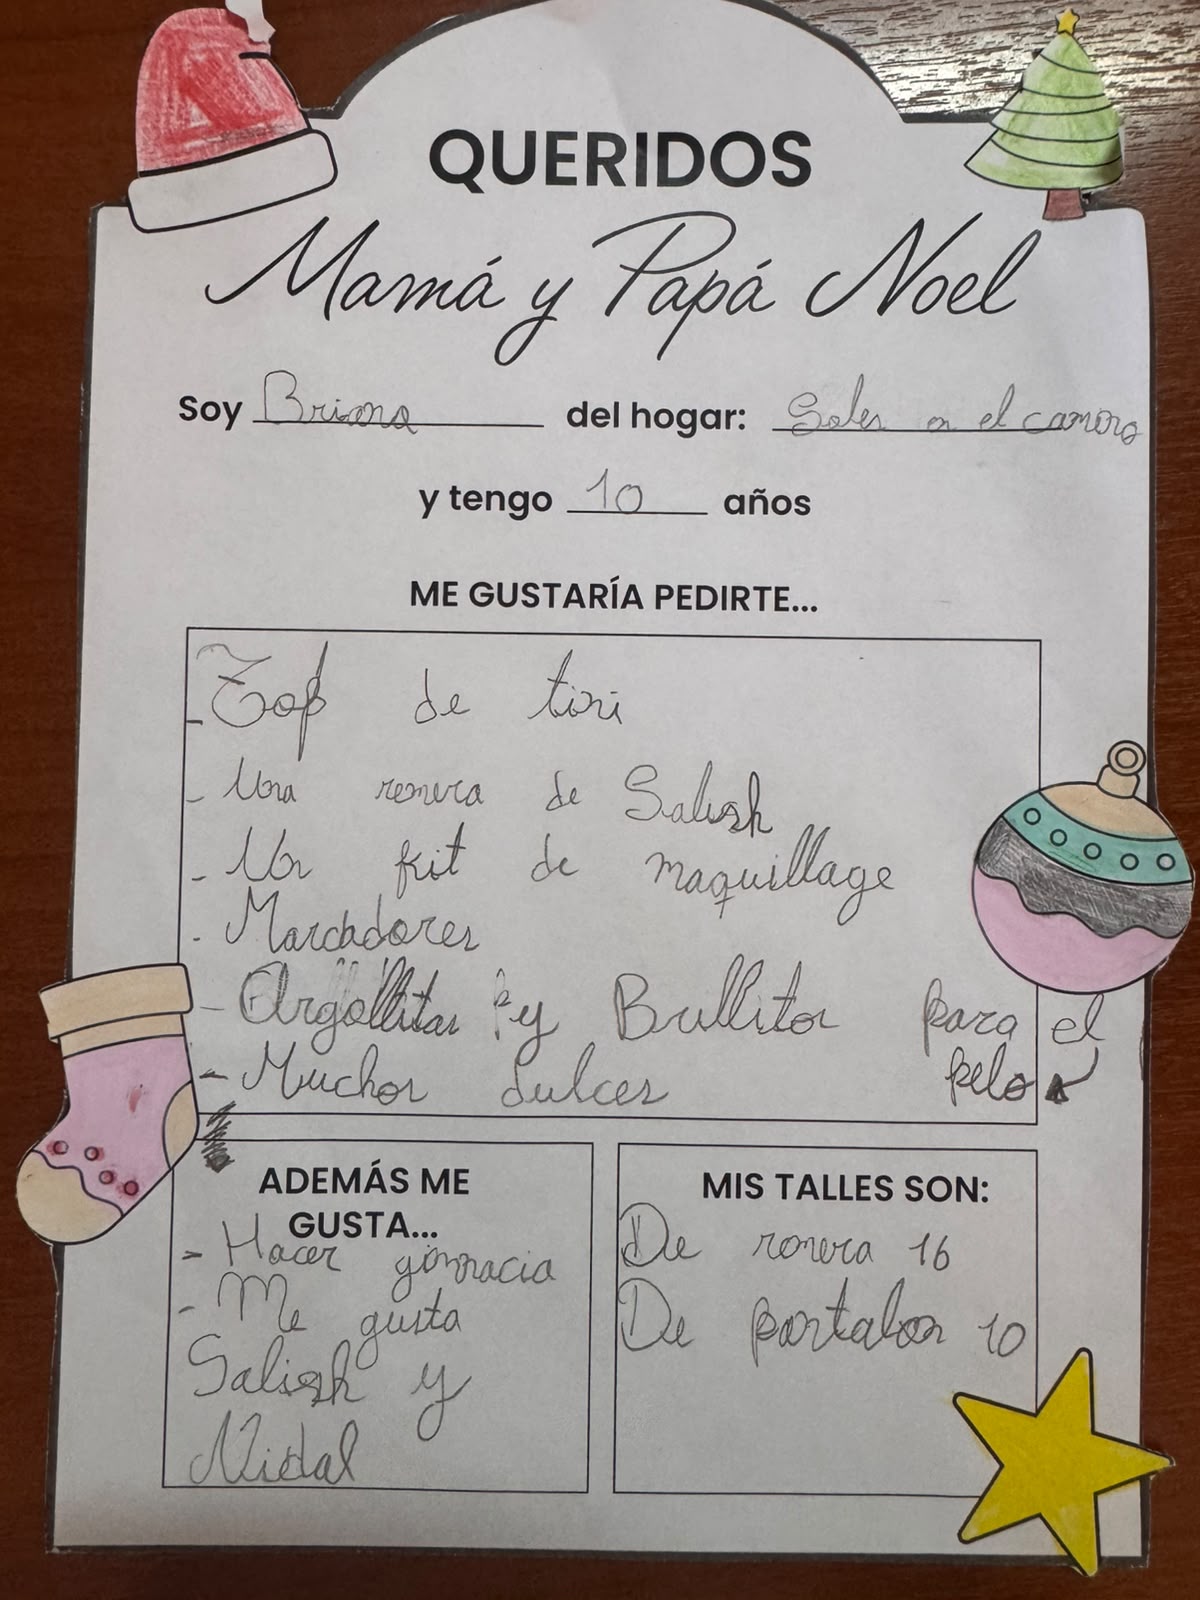 QUERIDOS
Mamá y Papá Noel
Soy Briana del hogar: Soles en el camino
y tengo 10 años
ME GUSTARÍA PEDIRTE...
- Top de tini
- Una remera de Salish
- Un kit de maquillage
- Marcadores
- Argollitas y Brillitos para el
pelo
- Muchos dulces
ADEMÁS ME
GUSTA...
- Hacer gimnacia
- Me gusta
Salish y
Nidal
MIS TALLES SON:
De remera 16
De pantalon 10